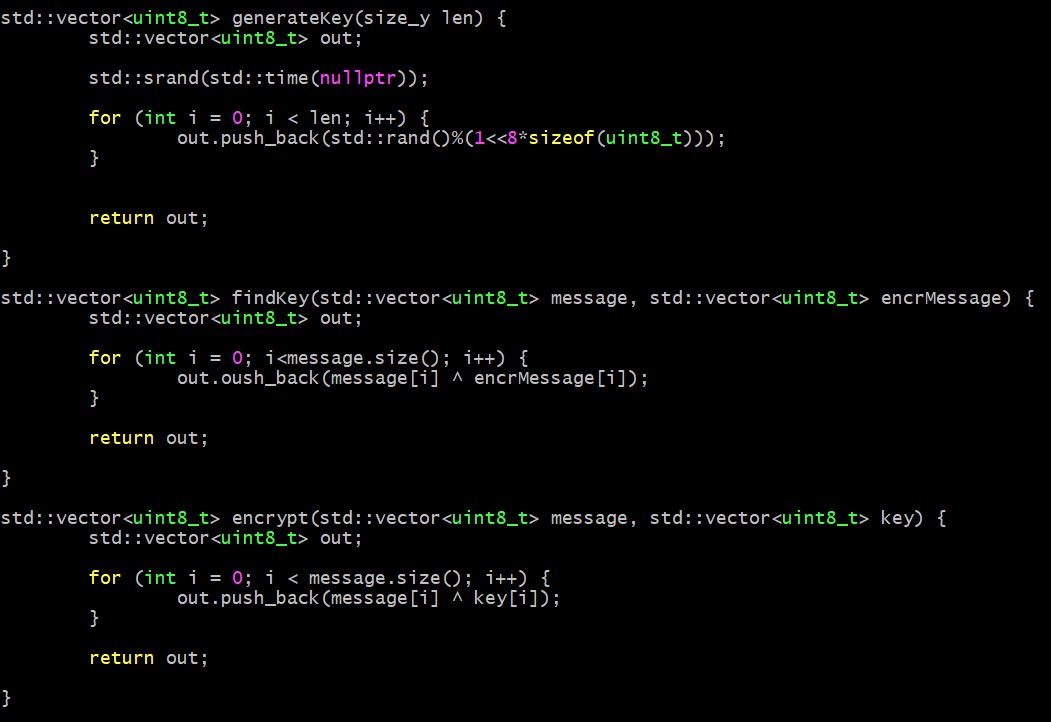 std::vector<uint8_t> generateKey(size_y len) {
std::vector<uint8_t> out;
std::srand(std::time(nullptr));
for (int i = 0; i < len; i++) {
out.push_back(std::rand()%(1<<8*sizeof(uint8_t)));
}
return out;
}
std::vector<uint8_t> findKey(std::vector<uint8_t> message, std::vector<uint8_t> encrMessage) {
std::vector<uint8_t> out;
for (int i = 0; i<message.size(); i++) {
out.oush_back(message[i] ^ encrMessage[i]);
}
return out;
}
std::vector<uint8_t> encrypt(std::vector<uint8_t> message, std::vector<uint8_t> key) {
std::vector<uint8_t> out;
for (int i = 0; i < message.size(); i++) {
out.push_back(message[i] ^ key[i]);
}
return out;
}